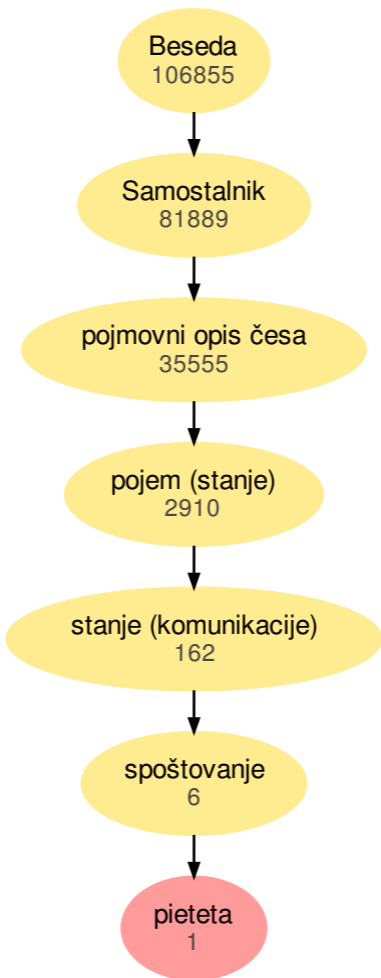 Beseda
106855
Samostalnik
81889
pojmovni opis česa
35555
pojem (stanje)
2910
stanje (komunikacije)
162
spoštovanje
6
pieteta
1